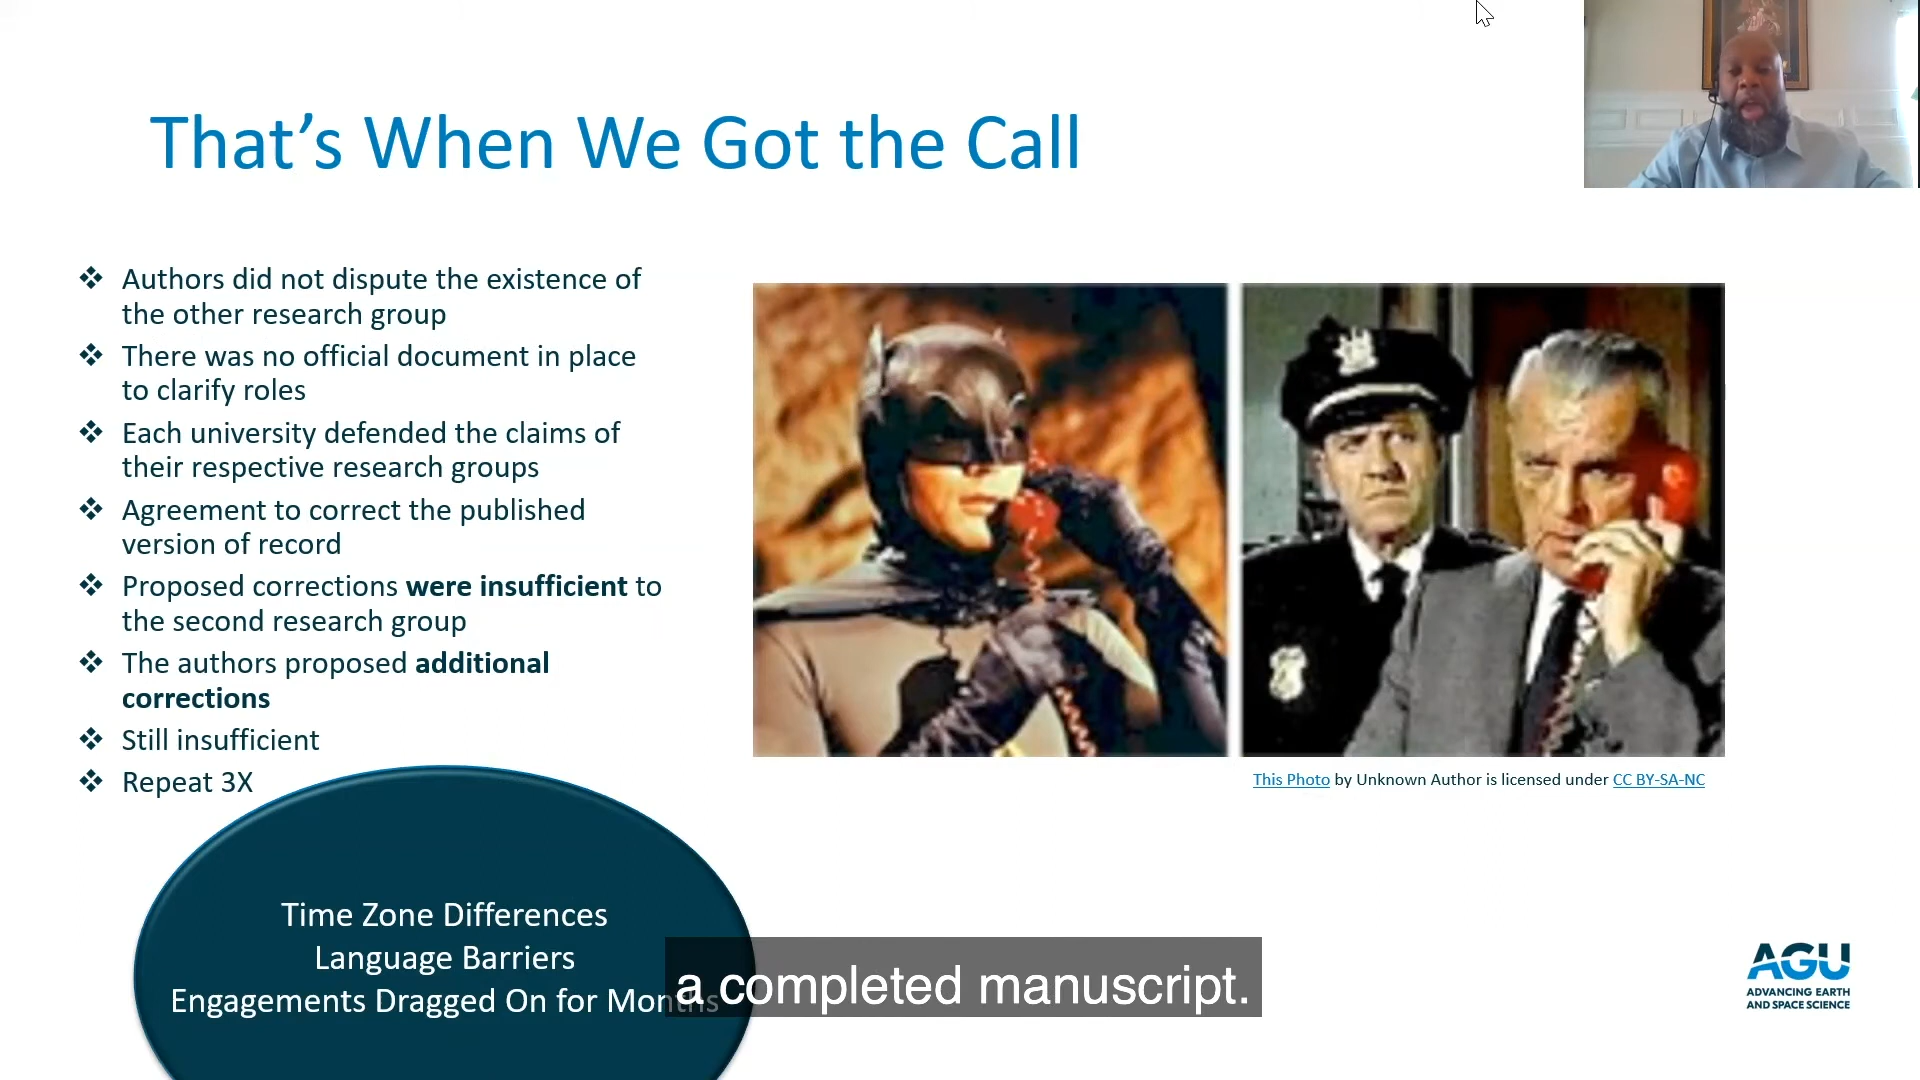 That's When We Got the Call
❖ Authors did not dispute the existence of
the other research group
❖ There was no official document in place
to clarify roles
❖ Each university defended the claims of
their respective research groups
❖ Agreement to correct the published
version of record
❖ Proposed corrections were insufficient to
the second research group
❖ The authors proposed additional
corrections
❖ Still insufficient
❖ Repeat 3X
This Photo by Unknown Author is licensed under CC BY-SA-NC
Time Zone Differences
Language Barriers
Engagements Dragged On for Months
a completed manuscript.
AGU
ADVANCING EARTH
AND SPACE SCIENCE